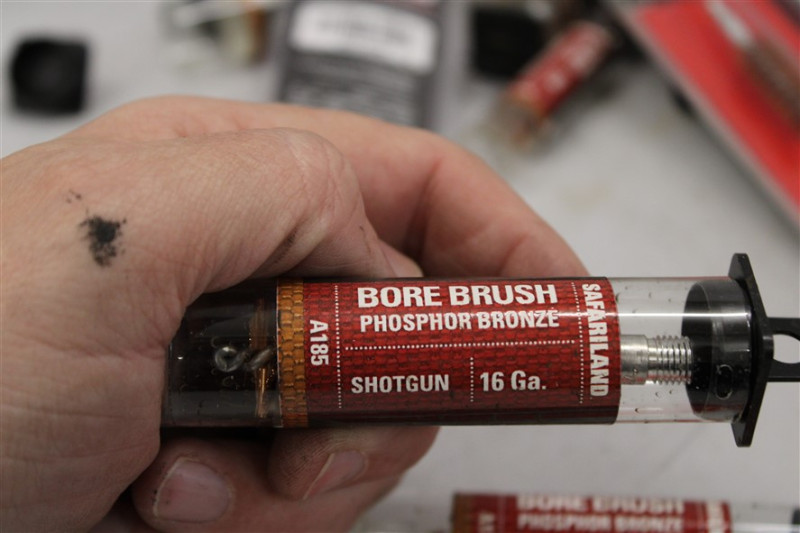 BORE BRUSH
PHOSPHOR BRONZE
SHOTGUN
16 Ga.
A185
SAFARILAND
BORE BRUSH
PHOSPHOR BRONZE